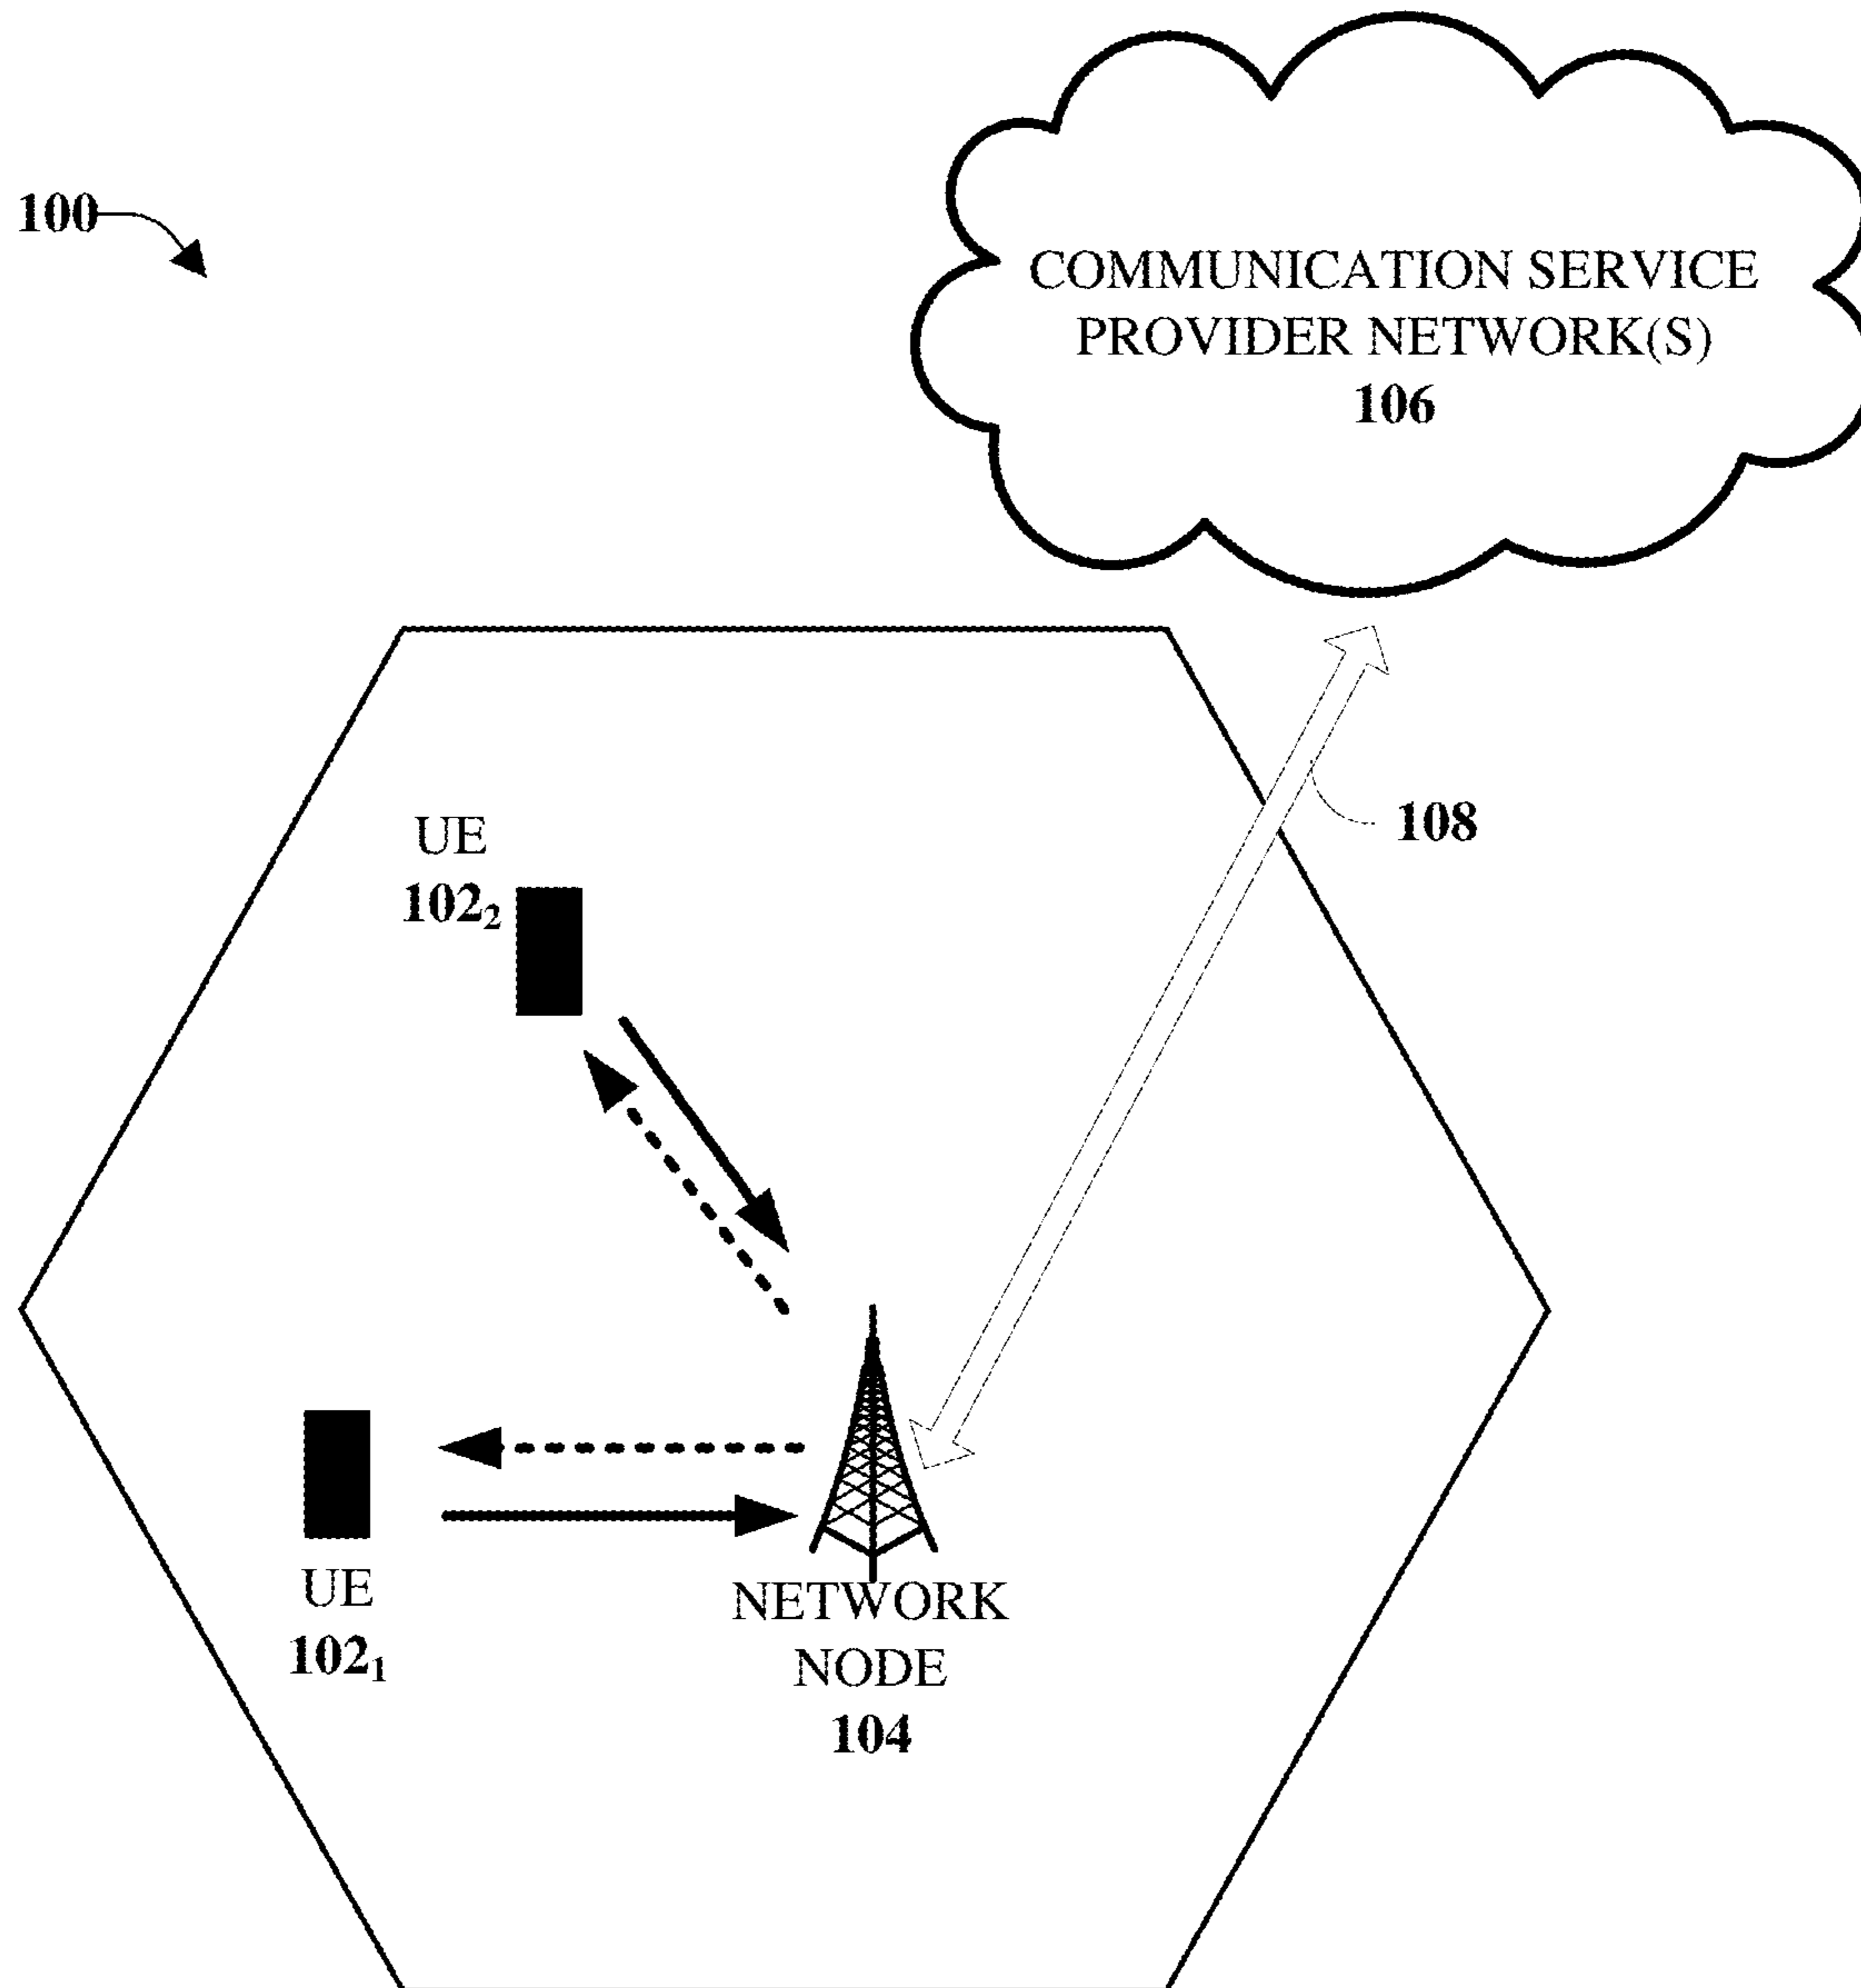 100
COMMUNICATION SERVICE
PROVIDER NETWORK(S)
106
108
UE
102₂
UE
102₁
NETWORK
NODE
104